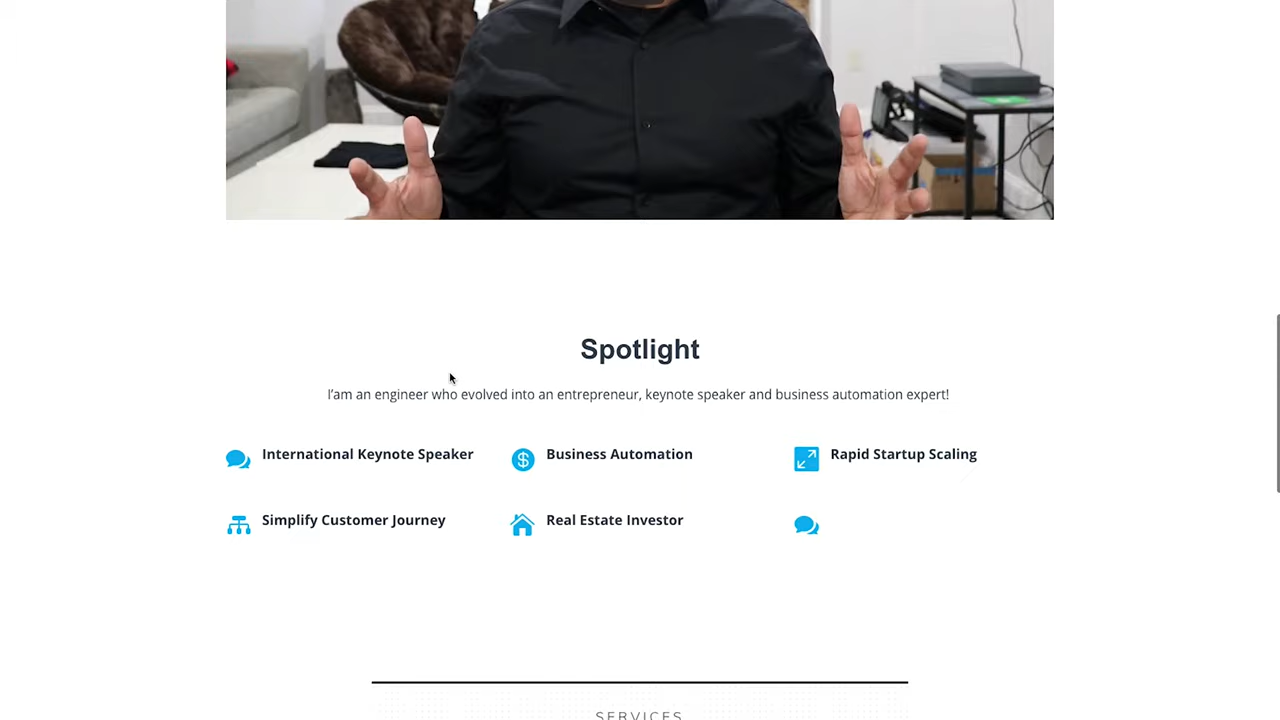 Spotlight
I'am an engineer who evolved into an entrepreneur, keynote speaker and business automation expert!
International Keynote Speaker
Business Automation
Rapid Startup Scaling
Simplify Customer Journey
Real Estate Investor
SERVICES